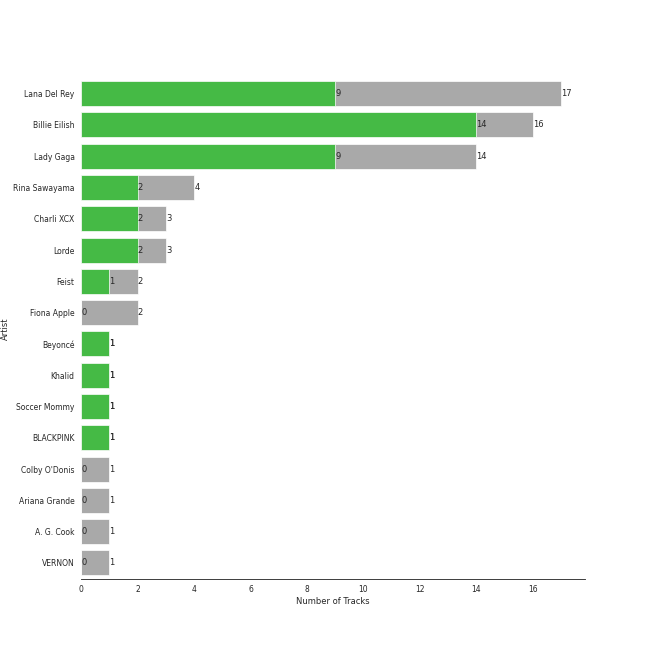 Lana Del Rey 9 17
Billie Eilish 14 16
Lady Gaga 9 14
Rina Sawayama 2 4
Charli XCX 2 3
Lorde 2 3
Feist 1 2
Fiona Apple 0 2
Beyoncé 1
Khalid 1
Soccer Mommy 1
BLACKPINK 1
Colby O'Donis 0 1
Ariana Grande 0 1
A. G. Cook 0 1
VERNON 0 1
Artist
0 2 4 6 8 10 12 14 16
Number of Tracks